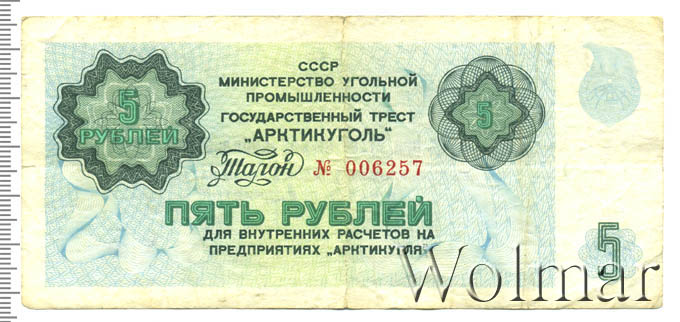 СССР
МИНИСТЕРСТВО УГОЛЬНОЙ
ПРОМЫШЛЕННОСТИ
ГОСУДАРСТВЕННЫЙ ТРЕСТ
„АРКТИКУГОЛЬ“
5
РУБЛЕЙ
5
Талон № 006257
ПЯТЬ РУБЛЕЙ
ДЛЯ ВНУТРЕННИХ РАСЧЕТОВ НА
ПРЕДПРИЯТИЯХ „АРКТИКУГЛЯ“
5
Wolmar